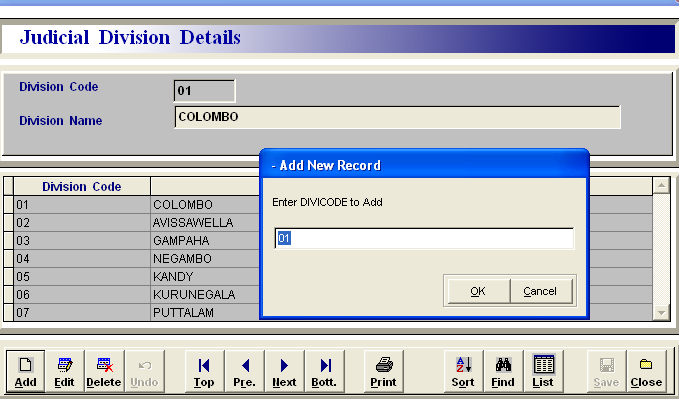 Judicial Division Details
Division Code
01
Division Name
COLOMBO
- Add New Record
Enter DIVICODE to Add
01
OK
Cancel
Division Code
01 COLOMBO
02 AVISSAWELLA
03 GAMPAHA
04 NEGAMBO
05 KANDY
06 KURUNEGALA
07 PUTTALAM
Add Edit Delete Undo Top Pre. Next Bott. Print Sort Find List Save Close